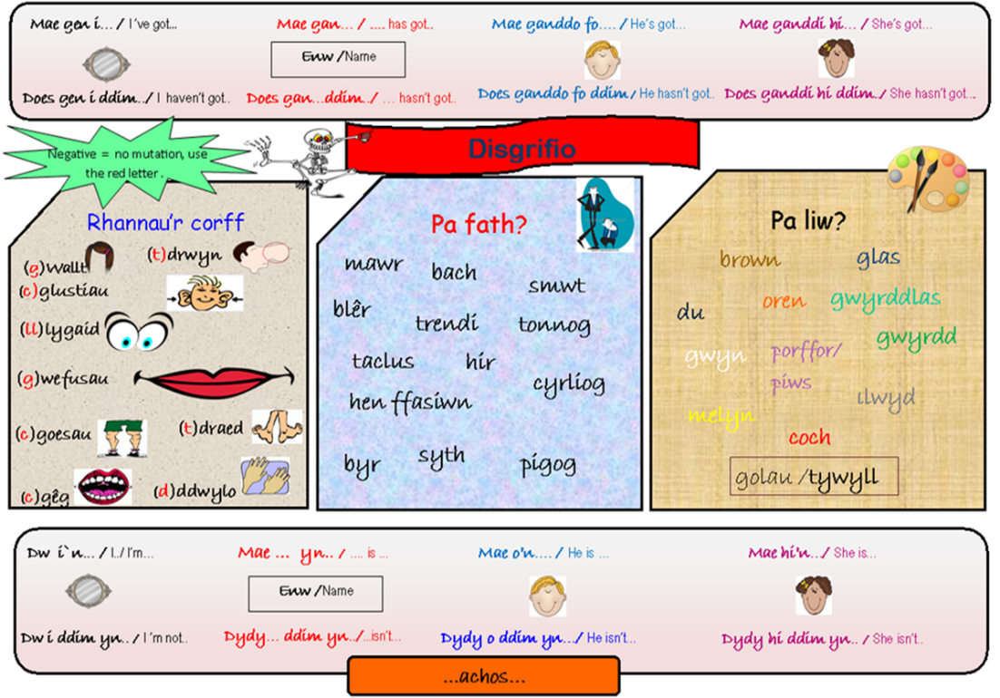 Mae gen i... / I've got...
Mae gan... / .... has got..
Mae ganddo fo.... / He's got...
Mae ganddi hi... / She's got...
Enw /Name
Does gen i ddim../ I haven't got..
Does gan...ddim../ ... hasn't got..
Does ganddo fo ddim / He hasn't got..
Does ganddi hi ddim../ She hasn't got...
Negative = no mutation, use
the red letter .
Disgrifio
Rhannau'r corff
(g)wallt
(t)drwyn
(c)glustiau
(ll)lygaid
(g)wefusau
(c)goesau
(t)draed
(c)gêg
(d)ddwylo
Pa fath?
mawr
bach
smwt
blêr
trendi
tonnog
taclus
hir
cyrliog
hen ffasiwn
byr
syth
pigog
Pa liw?
brown
glas
du
oren
gwyrddlas
gwyrdd
gwyn
porffor/
piws
llwyd
melyn
coch
golau /tywyll
Dw i`n... / I../ I'm...
Mae ... yn.. / .... is ...
Mae o'n.... / He is ...
Mae hi'n.../ She is...
Enw /Name
Dw i ddim yn.. / I 'm not..
Dydy... ddim yn../...isn't...
Dydy o ddim yn.../ He isn't..
Dydy hi ddim yn.. / She isn't..
...achos...